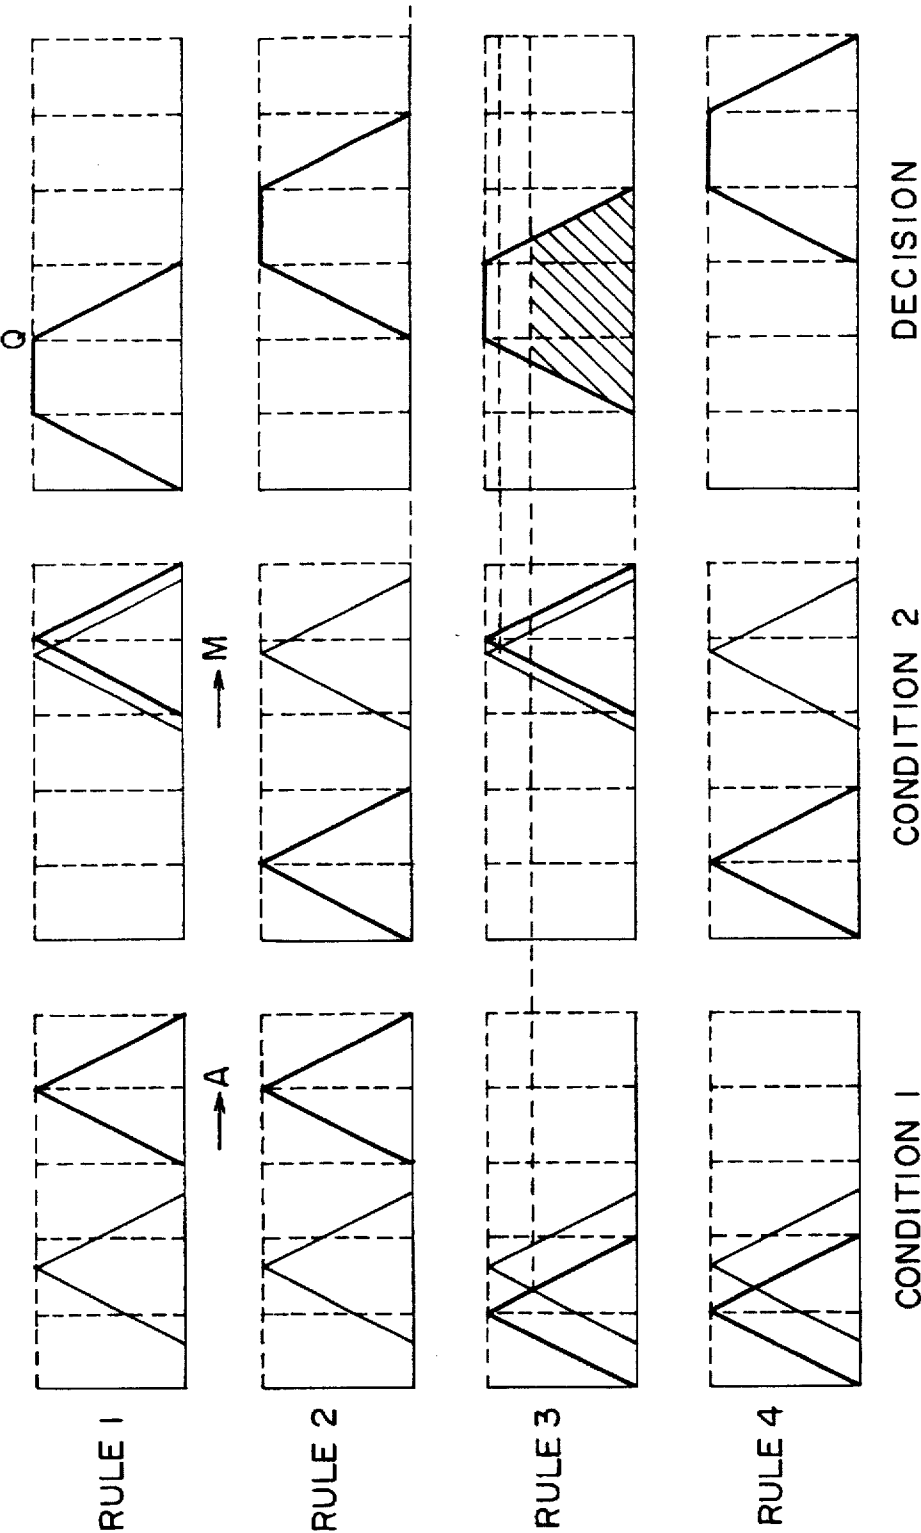 RULE 1
RULE 2
RULE 3
RULE 4
A
M
Q
CONDITION 1
CONDITION 2
DECISION